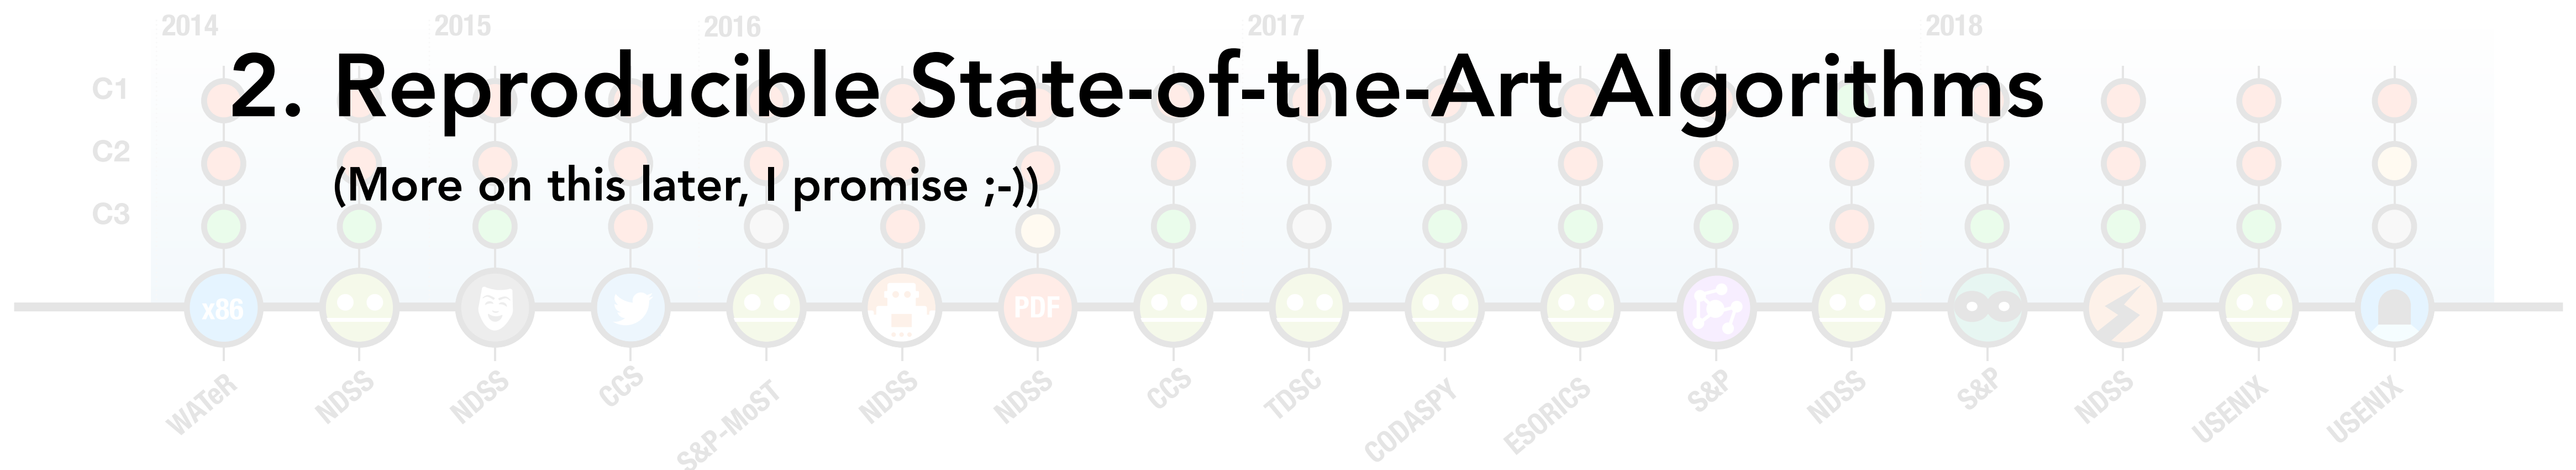 2014 2015 2016 2017 2018
2. Reproducible State-of-the-Art Algorithms
C1
C2
(More on this later, I promise ;-))
C3
x86 PDF
WATeR NDSS NDSS CCS S&P-MoST NDSS NDSS CCS TDSC CODASPY ESORICS S&P NDSS S&P NDSS USENIX USENIX